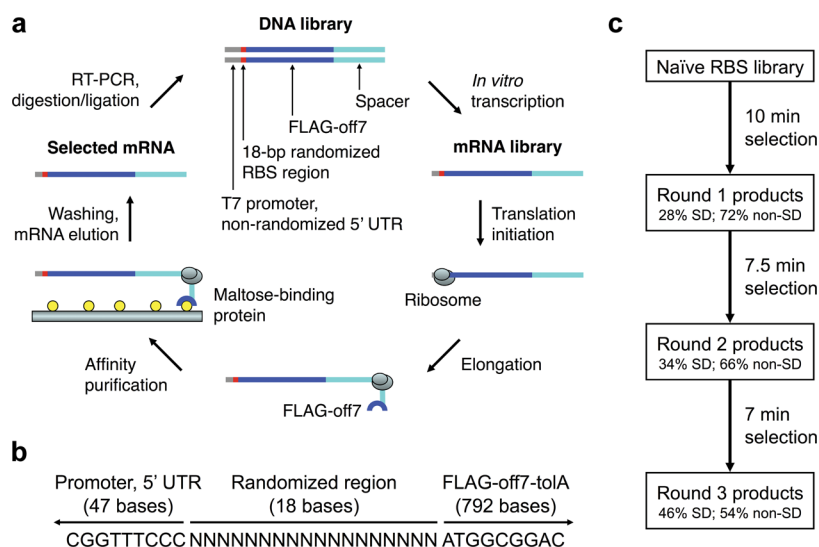 a
DNA library
RT-PCR,
digestion/ligation
In vitro
transcription
Spacer
FLAG-off7
18-bp randomized
RBS region
T7 promoter,
non-randomized 5' UTR
Selected mRNA
mRNA library
Washing,
mRNA elution
Translation
initiation
Ribosome
Maltose-binding
protein
Affinity
purification
Elongation
FLAG-off7
b
Promoter, 5' UTR
(47 bases)
Randomized region
(18 bases)
FLAG-off7-tolA
(792 bases)
CGGTTTCCC NNNNNNNNNNNNNNNNNN ATGGCGGAC
c
Naïve RBS library
10 min
selection
Round 1 products
28% SD; 72% non-SD
7.5 min
selection
Round 2 products
34% SD; 66% non-SD
7 min
selection
Round 3 products
46% SD; 54% non-SD